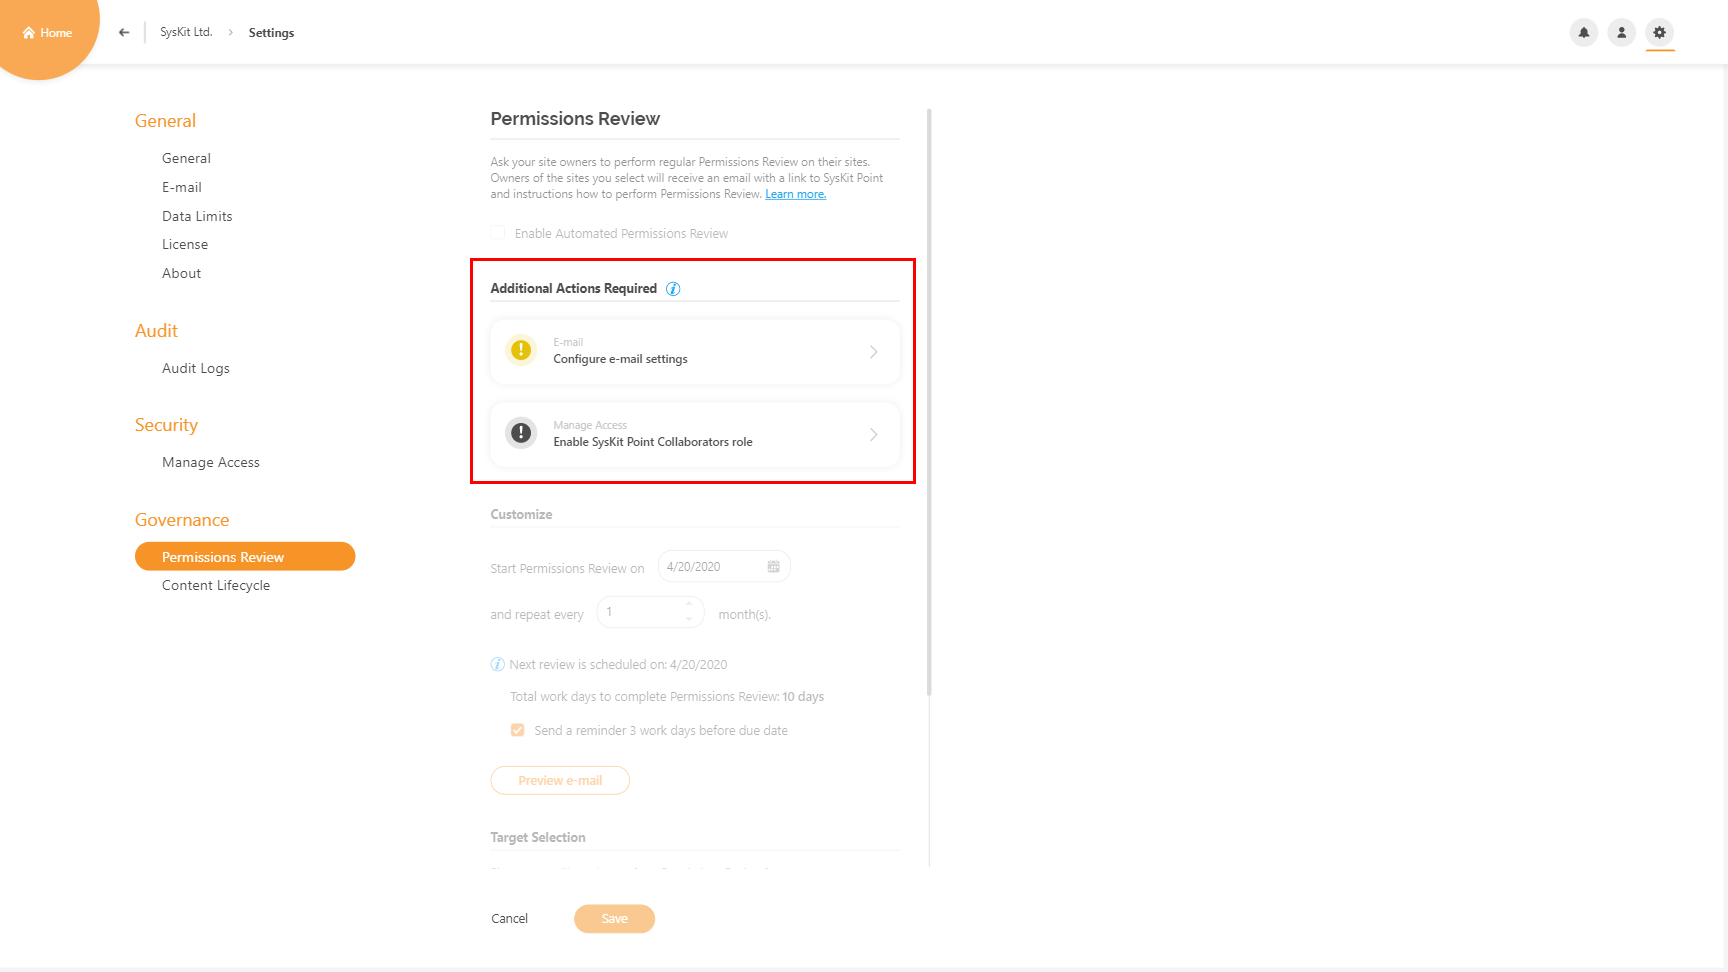 Home
SysKit Ltd. > Settings
General
General
E-mail
Data Limits
License
About
Audit
Audit Logs
Security
Manage Access
Governance
Permissions Review
Content Lifecycle
Permissions Review
Ask your site owners to perform regular Permissions Review on their sites.
Owners of the sites you select will receive an email with a link to SysKit Point
and instructions how to perform Permissions Review. Learn more.
Enable Automated Permissions Review
Additional Actions Required
E-mail
Configure e-mail settings
Manage Access
Enable SysKit Point Collaborators role
Customize
Start Permissions Review on 4/20/2020
and repeat every 1 month(s).
Next review is scheduled on: 4/20/2020
Total work days to complete Permissions Review: 10 days
Send a reminder 3 work days before due date
Preview e-mail
Target Selection
Cancel Save